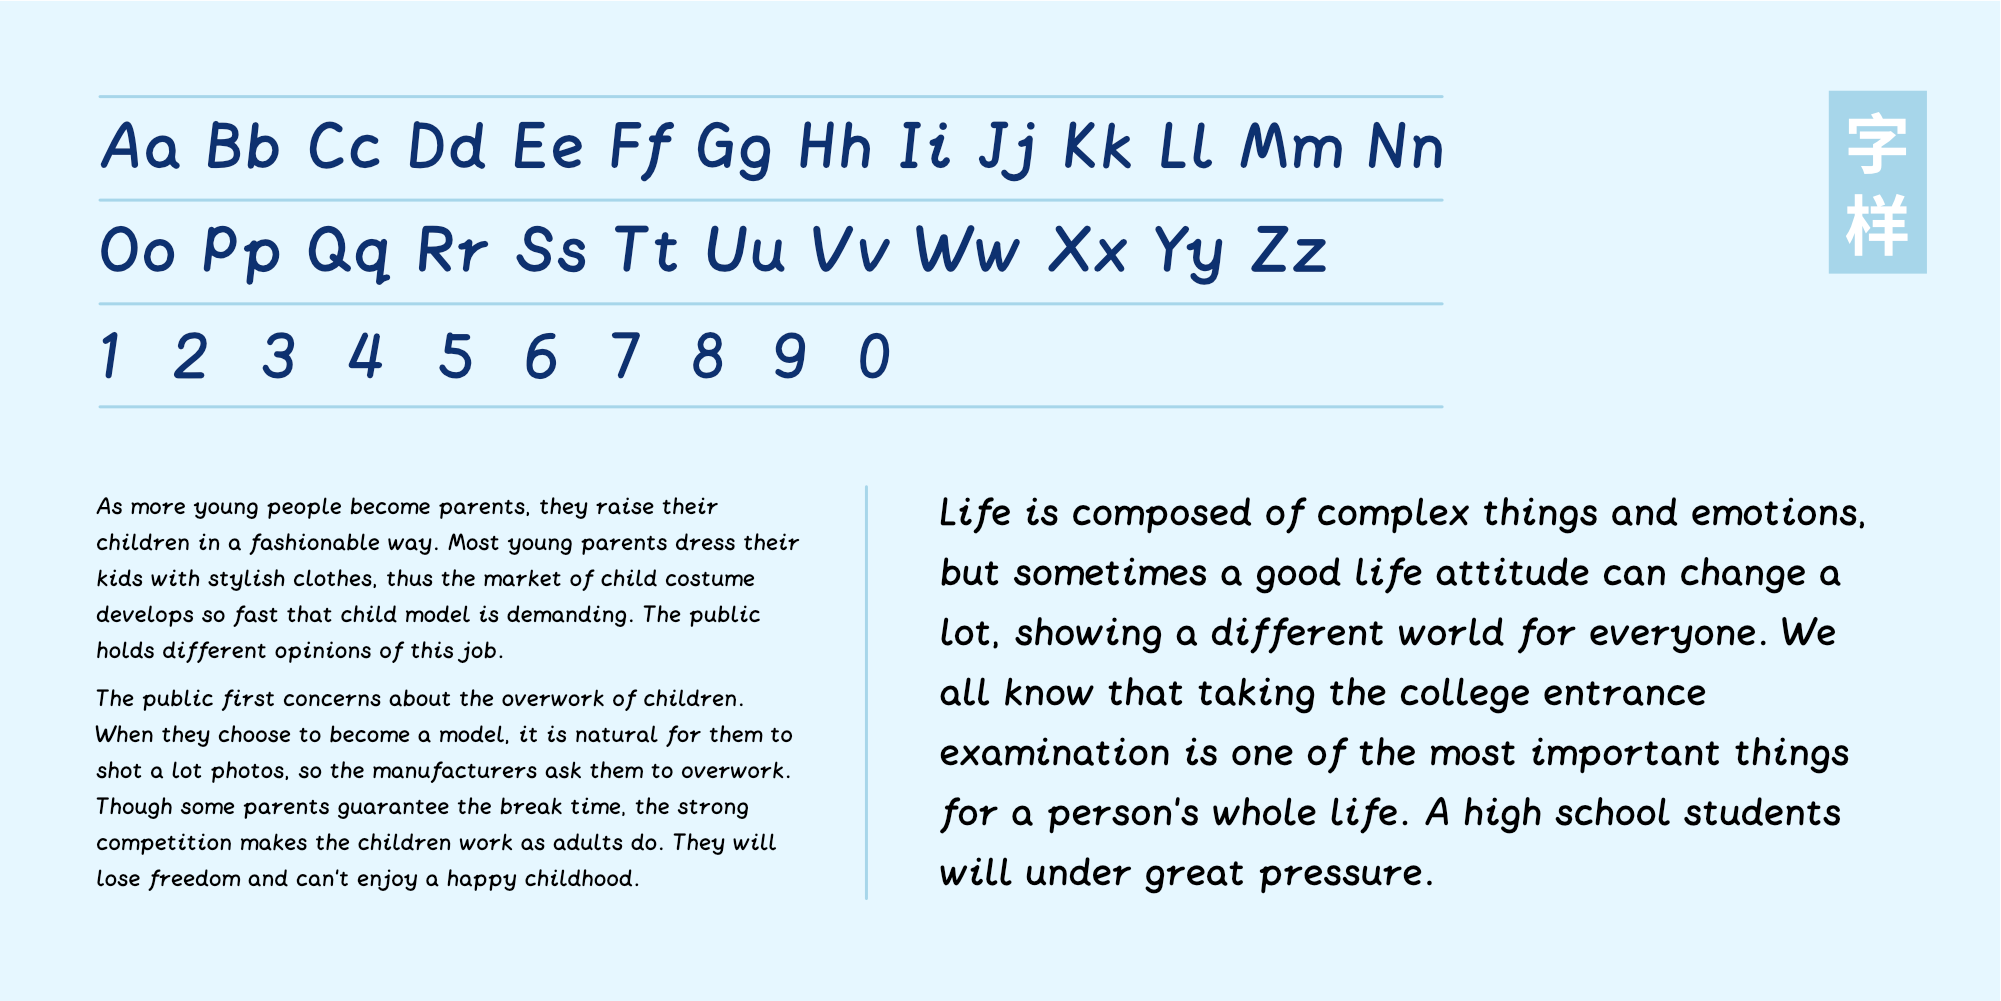 Aa Bb Cc Dd Ee Ff Gg Hh Ii Jj Kk Ll Mm Nn
Oo Pp Qq Rr Ss Tt Uu Vv Ww Xx Yy Zz
1 2 3 4 5 6 7 8 9 0
字样
As more young people become parents, they raise their
children in a fashionable way. Most young parents dress their
kids with stylish clothes, thus the market of child costume
develops so fast that child model is demanding. The public
holds different opinions of this job.
The public first concerns about the overwork of children.
When they choose to become a model, it is natural for them to
shot a lot photos, so the manufacturers ask them to overwork.
Though some parents guarantee the break time, the strong
competition makes the children work as adults do. They will
lose freedom and can't enjoy a happy childhood.
Life is composed of complex things and emotions,
but sometimes a good life attitude can change a
lot, showing a different world for everyone. We
all know that taking the college entrance
examination is one of the most important things
for a person's whole life. A high school students
will under great pressure.